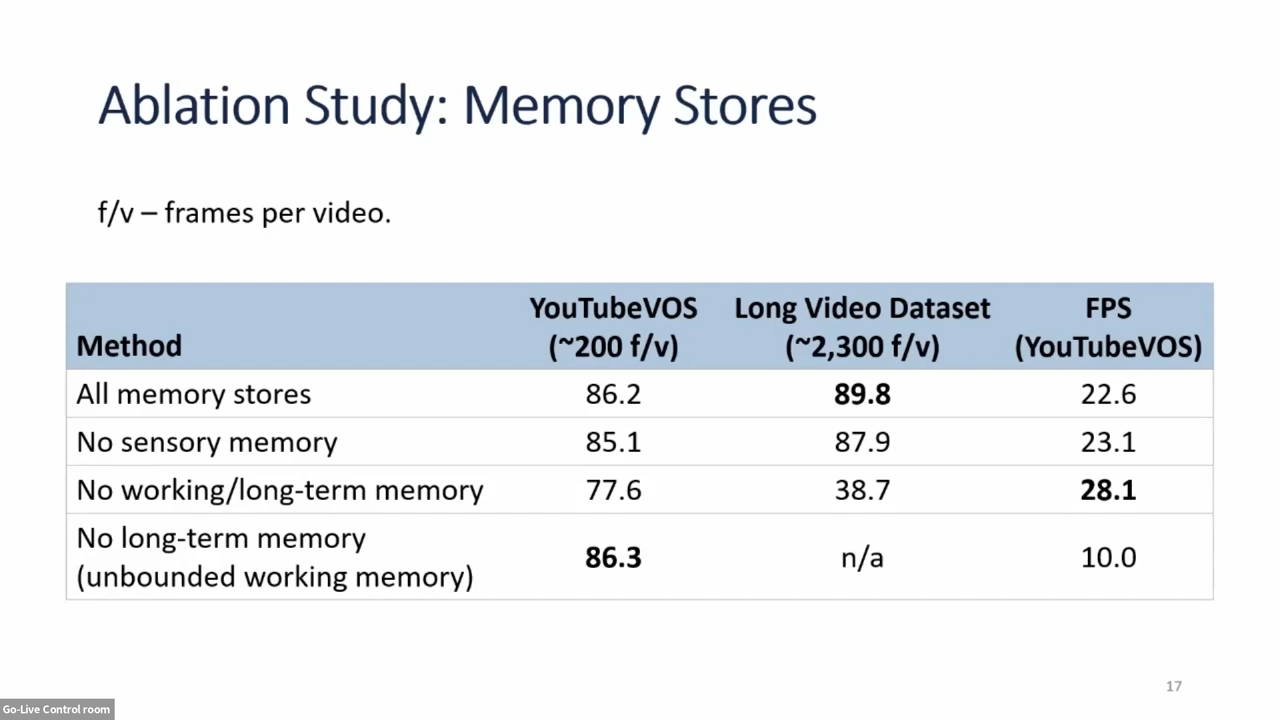 Ablation Study: Memory Stores
f/v – frames per video.
Method
YouTubeVOS
(~200 f/v)
Long Video Dataset
(~2,300 f/v)
FPS
(YouTubeVOS)
All memory stores 86.2 89.8 22.6
No sensory memory 85.1 87.9 23.1
No working/long-term memory 77.6 38.7 28.1
No long-term memory
(unbounded working memory)
86.3 n/a 10.0
17
Go-Live Control room